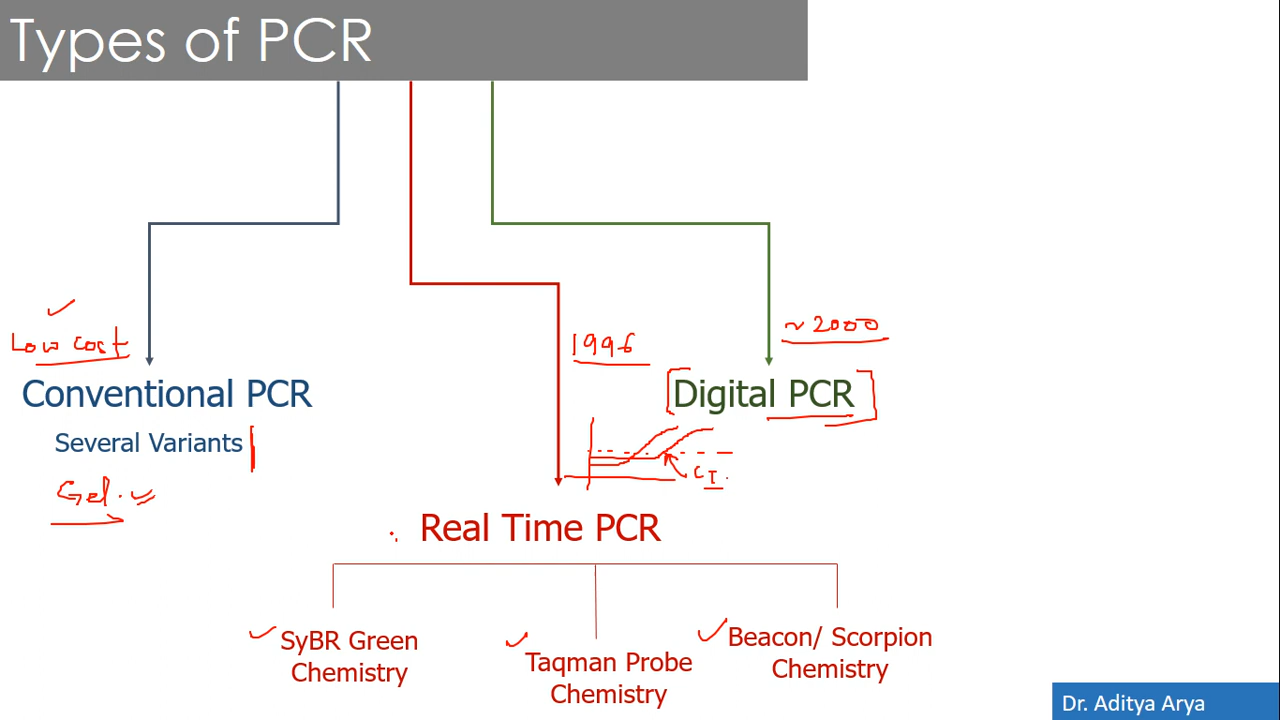 Types of PCR
Low cost
Conventional PCR
Several Variants
Gel.
1996
~2000
Digital PCR
CT
Real Time PCR
SyBR Green
Chemistry
Taqman Probe
Chemistry
Beacon/ Scorpion
Chemistry
Dr. Aditya Arya